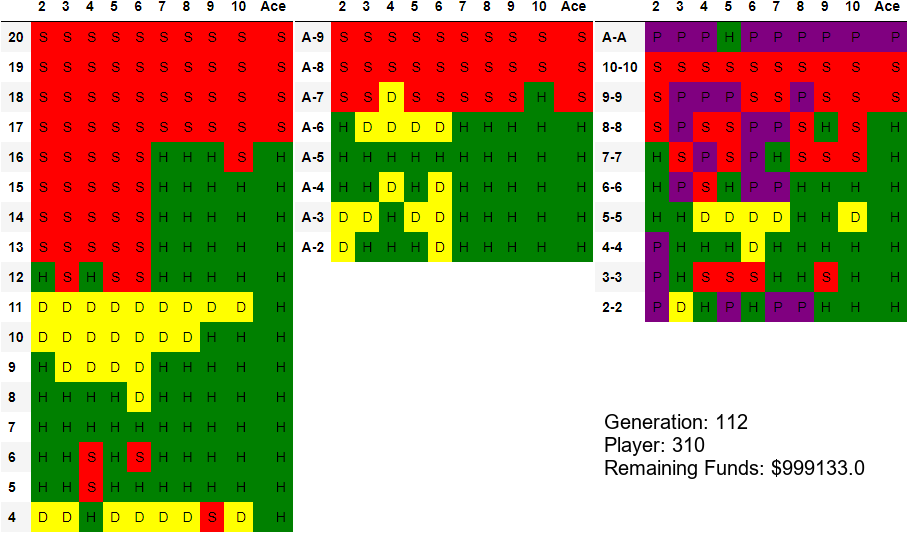 2 3 4 5 6 7 8 9 10 Ace
20 S S S S S S S S S S
19 S S S S S S S S S S
18 S S S S S S S S S S
17 S S S S S S S S S S
16 S S S S S H H H S H
15 S S S S S H H H H H
14 S S S S S H H H H H
13 S S S S S H H H H H
12 H S H S S H H H H H
11 D D D D D D D D D H
10 D D D D D D D H H H
9 H D D D D H H H H H
8 H H H H D H H H H H
7 H H H H H H H H H H
6 H H S H S H H H H H
5 H H S H H H H H H H
4 D D H D D D D S D H
2 3 4 5 6 7 8 9 10 Ace
A-9 S S S S S S S S S S
A-8 S S S S S S S S S S
A-7 S S D S S S S S H S
A-6 H D D D D H H H H H
A-5 H H H H H H H H H H
A-4 H H D H D H H H H H
A-3 D D H D D H H H H H
A-2 D H H H D H H H H H
2 3 4 5 6 7 8 9 10 Ace
A-A P P P H P P P P P P
10-10 S S S S S S S S S S
9-9 S P P P S S P S S S
8-8 S P S S P P S H S H
7-7 H S P S P H S S S H
6-6 H P S H P P H H H H
5-5 H H D D D D H H D H
4-4 P H H H D H H H H H
3-3 P H S S S H H S H H
2-2 P D H P H P P H H H
Generation: 112
Player: 310
Remaining Funds: $999133.0